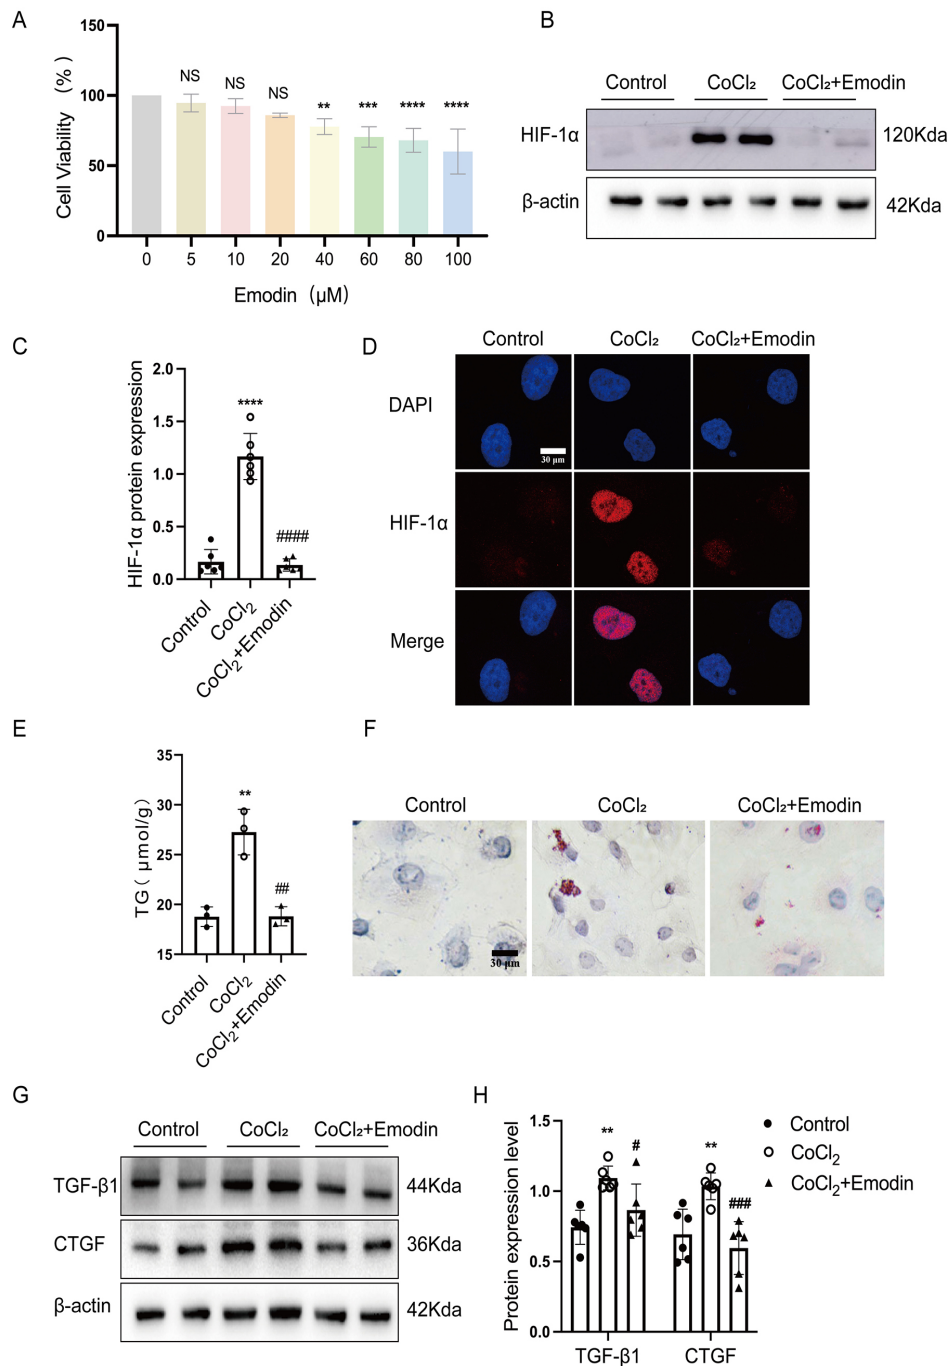 A
150
100
50
0
Cell Viability (%)
NS
NS
NS
**
***
****
****
0 5 10 20 40 60 80 100
Emodin (μM)
B
Control CoCl₂ CoCl₂+Emodin
HIF-1α 120Kda
β-actin 42Kda
C
2.0
1.5
1.0
0.5
0.0
HIF-1α protein expression
****
####
Control
CoCl₂
CoCl₂+Emodin
D
Control CoCl₂ CoCl₂+Emodin
DAPI
30 μm
HIF-1α
Merge
E
35
30
25
20
15
TG (μmol/g)
**
##
Control
CoCl₂
CoCl₂+Emodin
F
Control CoCl₂ CoCl₂+Emodin
30 μm
G
Control CoCl₂ CoCl₂+Emodin
TGF-β1 44Kda
CTGF 36Kda
β-actin 42Kda
H
1.5
1.0
0.5
0.0
Protein expression level
**
#
**
###
TGF-β1 CTGF
Control
CoCl₂
CoCl₂+Emodin